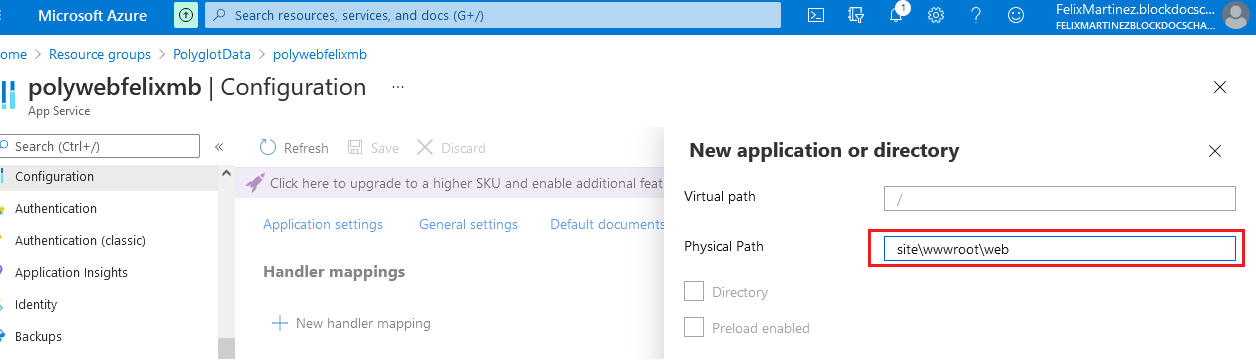 Microsoft Azure
Search resources, services, and docs (G+/)
1
FelixMartinez.blockdocsc...
FELIXMARTINEZBLOCKDOCSCHA...
ome > Resource groups > PolyglotData > polywebfelixmb
polywebfelixmb | Configuration ...
App Service
Search (Ctrl+/)
«
Configuration
Authentication
Authentication (classic)
Application Insights
Identity
Backups
Refresh Save Discard
Click here to upgrade to a higher SKU and enable additional feat
Application settings General settings Default documents
Handler mappings
+ New handler mapping
New application or directory
Virtual path /
Physical Path site\wwwroot\web
Directory
Preload enabled